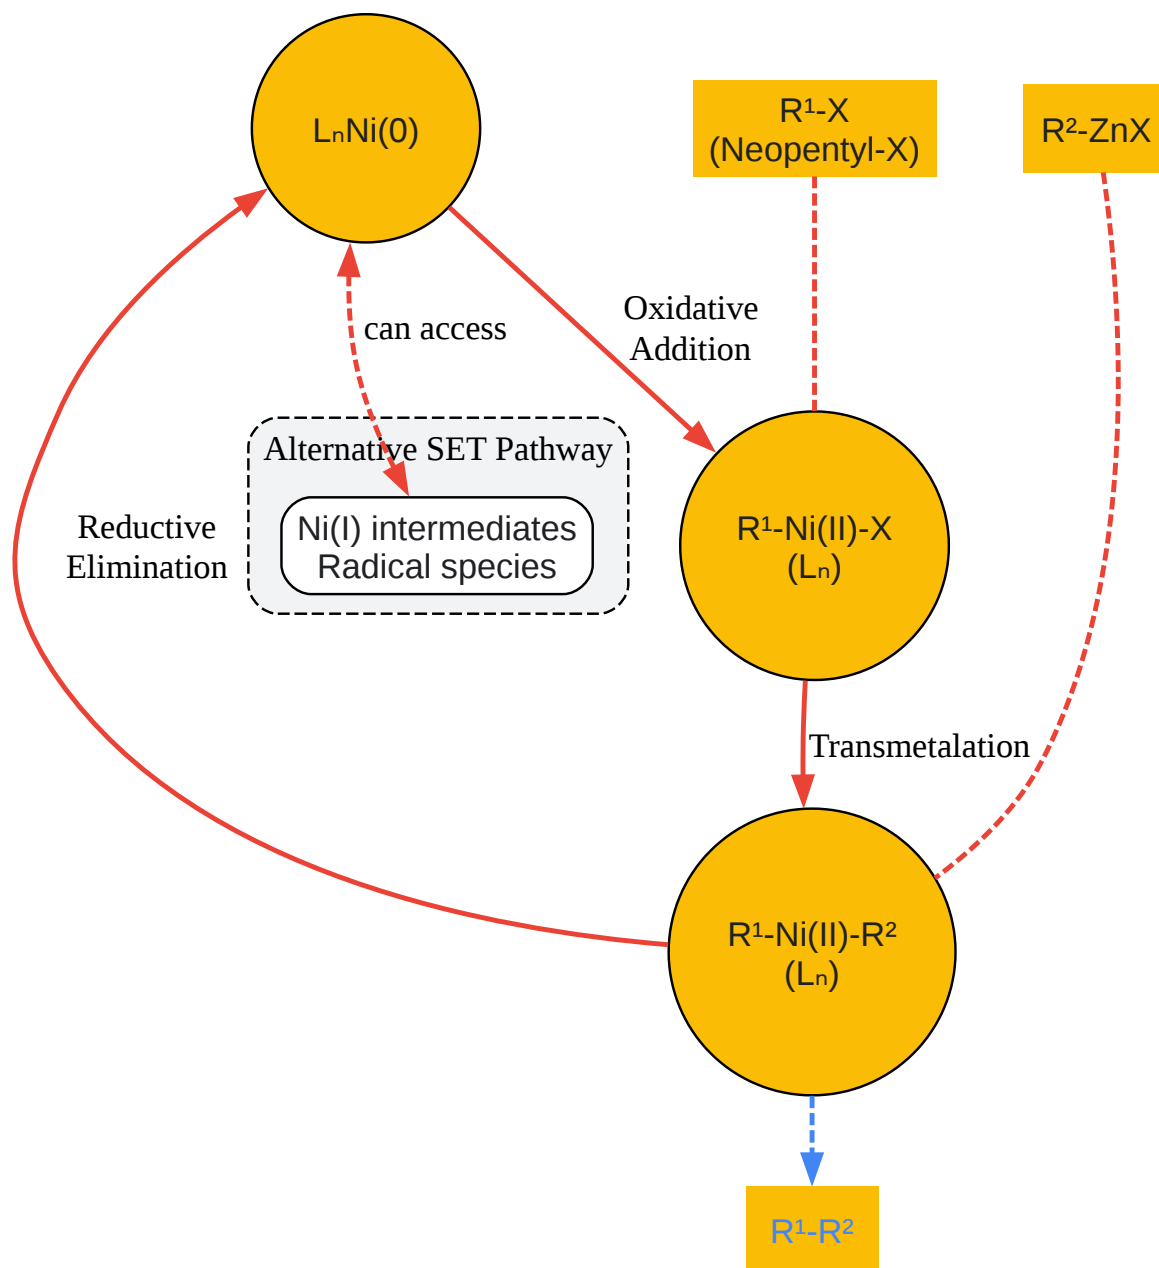 LₙNi(0)
R¹-X
(Neopentyl-X)
R²-ZnX
can access
Oxidative
Addition
Alternative SET Pathway
Ni(I) intermediates
Radical species
Reductive
Elimination
R¹-Ni(II)-X
(Lₙ)
Transmetalation
R¹-Ni(II)-R²
(Lₙ)
R¹-R²